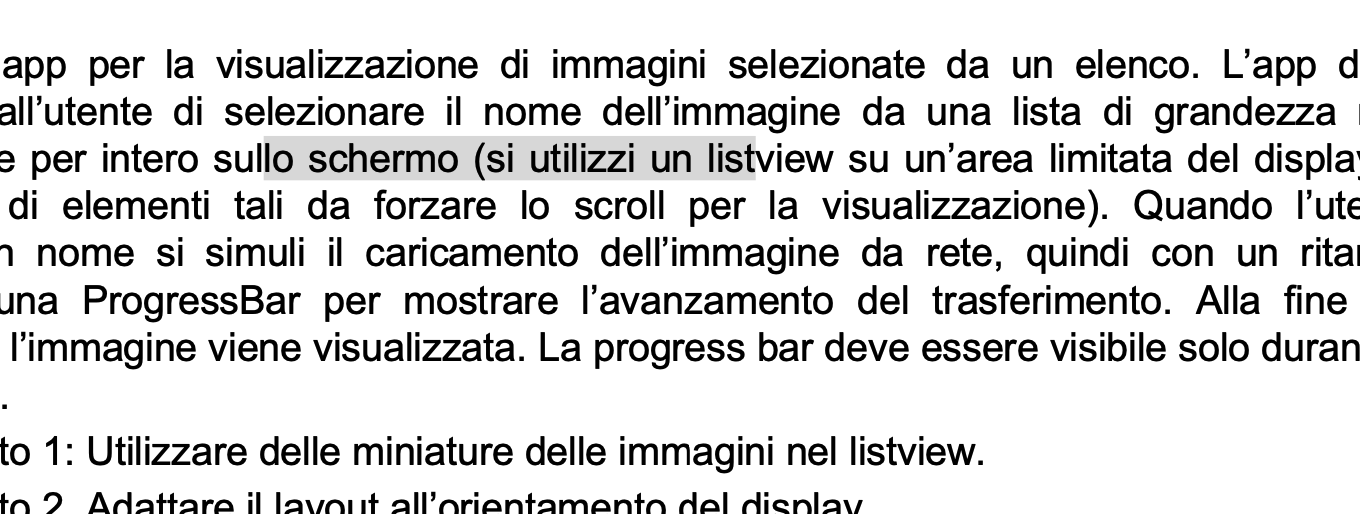 app per la visualizzazione di immagini selezionate da un elenco. L'app d
all'utente di selezionare il nome dell'immagine da una lista di grandezza
e per intero sullo schermo (si utilizzi un listview su un'area limitata del display
di elementi tali da forzare lo scroll per la visualizzazione). Quando l'ute
n nome si simuli il caricamento dell'immagine da rete, quindi con un ritar
una ProgressBar per mostrare l'avanzamento del trasferimento. Alla fine
l'immagine viene visualizzata. La progress bar deve essere visibile solo duran
.
to 1: Utilizzare delle miniature delle immagini nel listview.
to 2. Adattare il layout all'orientamento del display